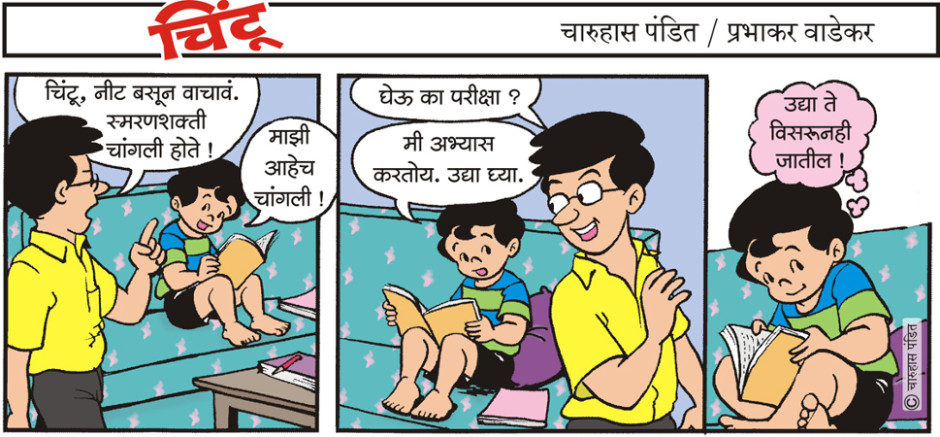 चिंटू
चारुहास पंडित / प्रभाकर वाडेकर
चिंटू, नीट बसून वाचावं.
स्मरणशक्ती
चांगली होते !
माझी
आहेच
चांगली !
घेऊ का परीक्षा ?
मी अभ्यास
करतोय. उद्या घ्या.
उद्या ते
विसरूनही
जातील !
© चारुहास पंडित